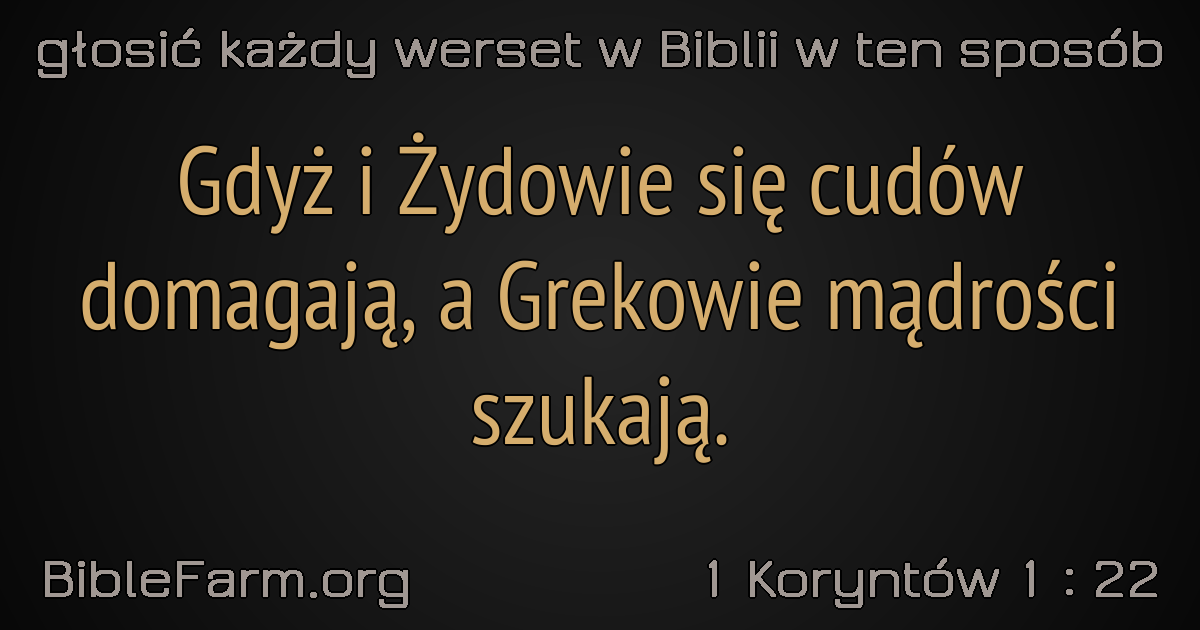 głosić każdy werset w Biblii w ten sposób
Gdyż i Żydowie się cudów
domagają, a Grekowie mądrości
szukają.
BibleFarm.org
1 Koryntów 1 : 22